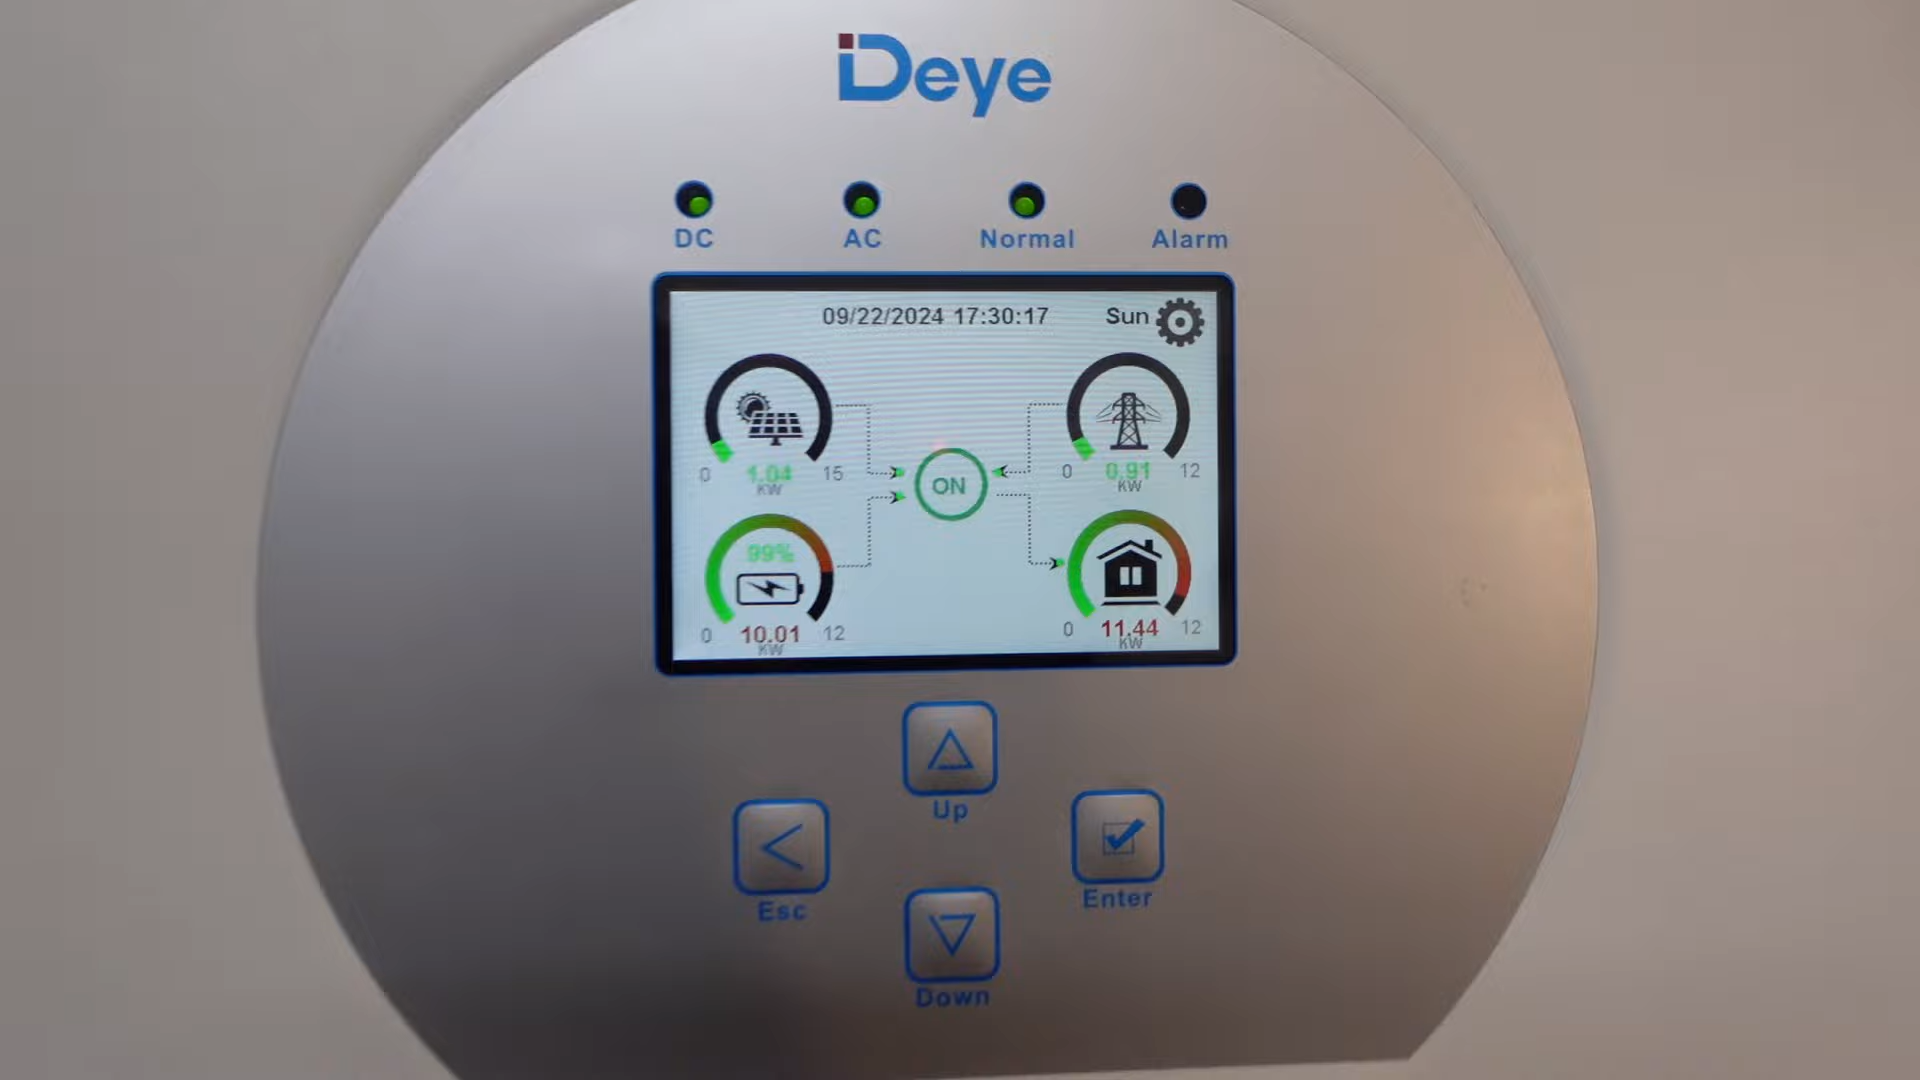 Deye
DC AC Normal Alarm
09/22/2024 17:30:17 Sun
0 1.04 15
KW
0 0.91 12
KW
ON
99%
0 10.01 12
KW
0 11.44 12
KW
Up
Esc
Enter
Down